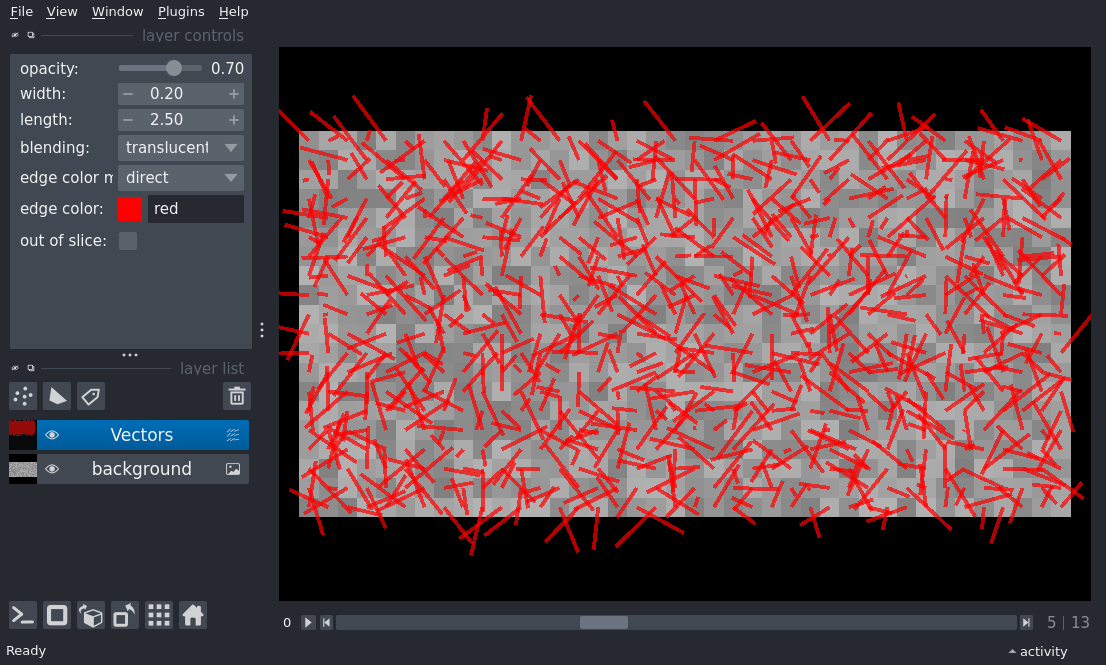 File View Window Plugins Help
layer controls
opacity: 0.70
width: 0.20
length: 2.50
blending: translucent
edge color m direct
edge color: red
out of slice:
layer list
Vectors
background
0 5 | 13
Ready activity